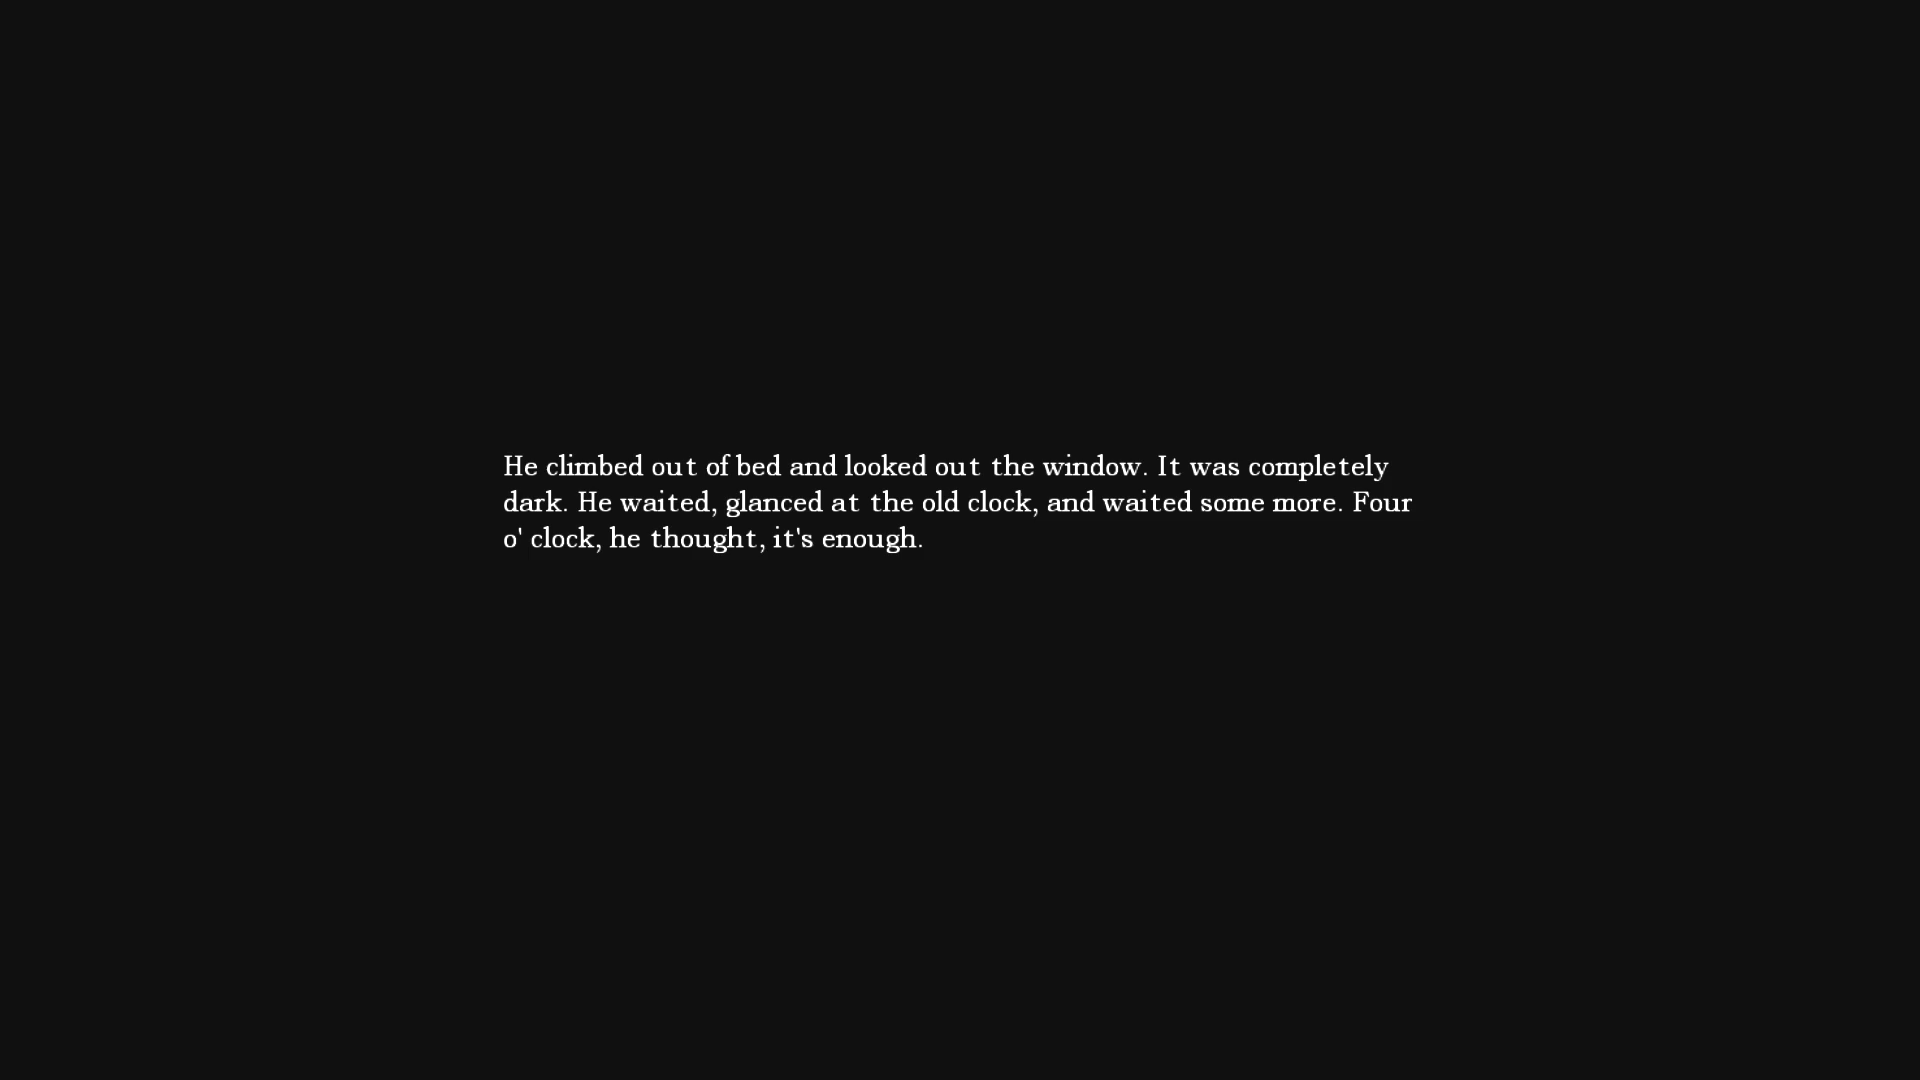 He climbed out of bed and looked out the window. It was completely
dark. He waited, glanced at the old clock, and waited some more. Four
o' clock, he thought, it's enough.